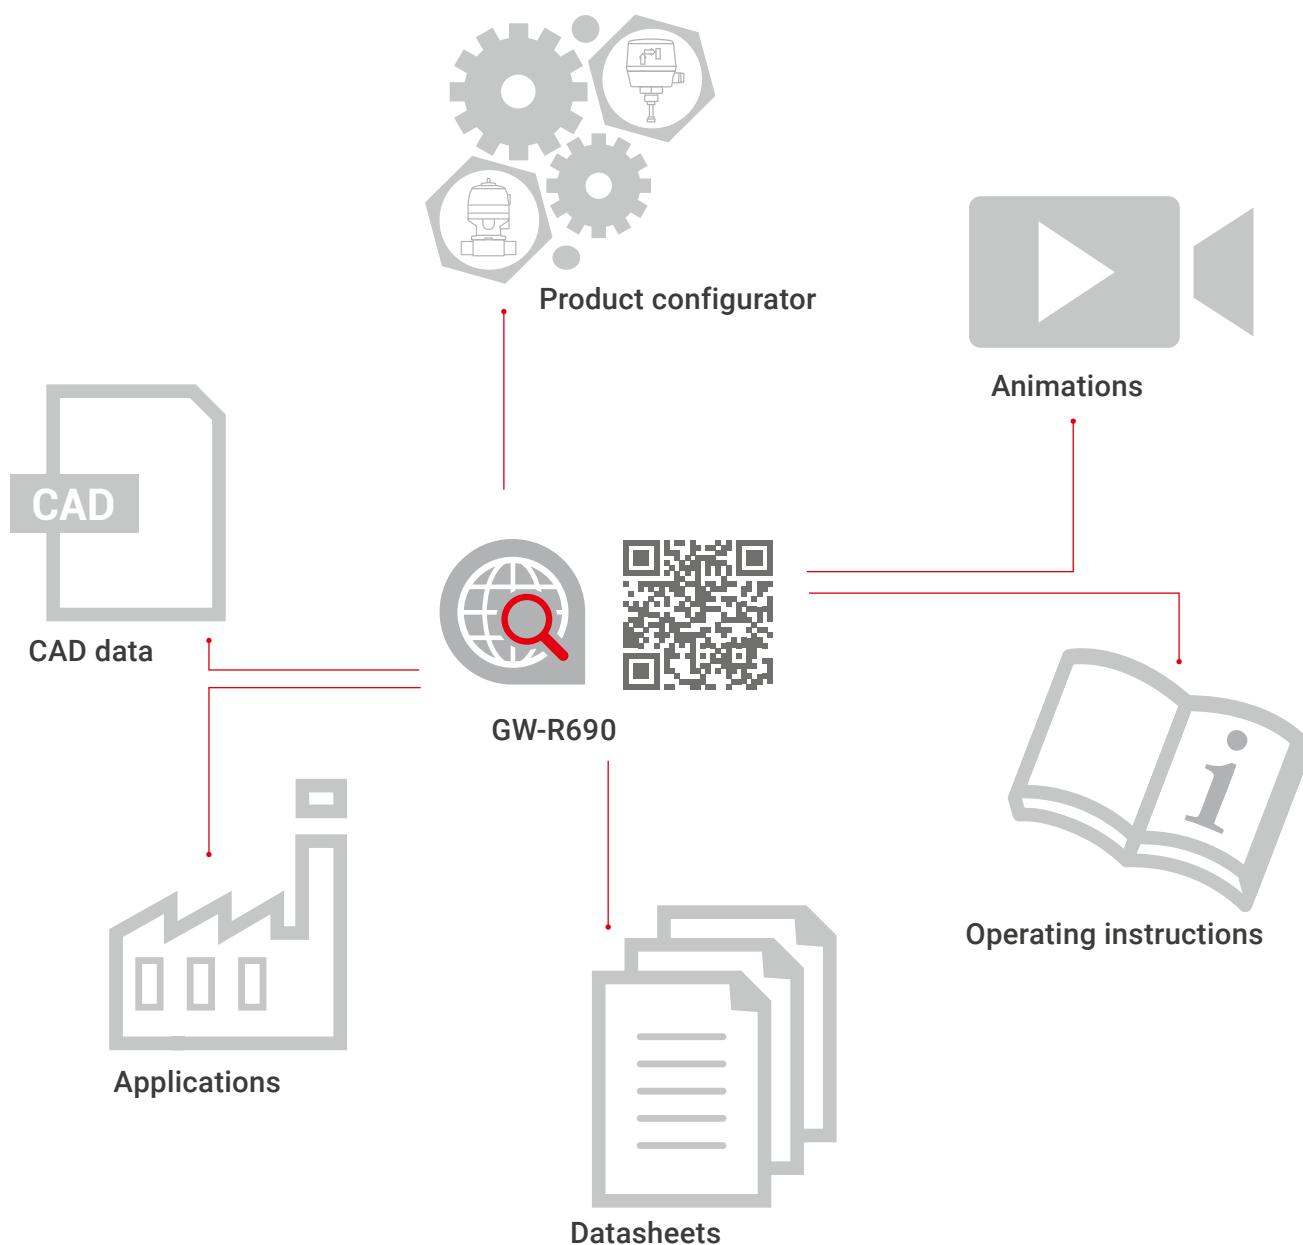 Product configurator
Animations
CAD
CAD data
GW-R690
i
Operating instructions
Applications
Datasheets